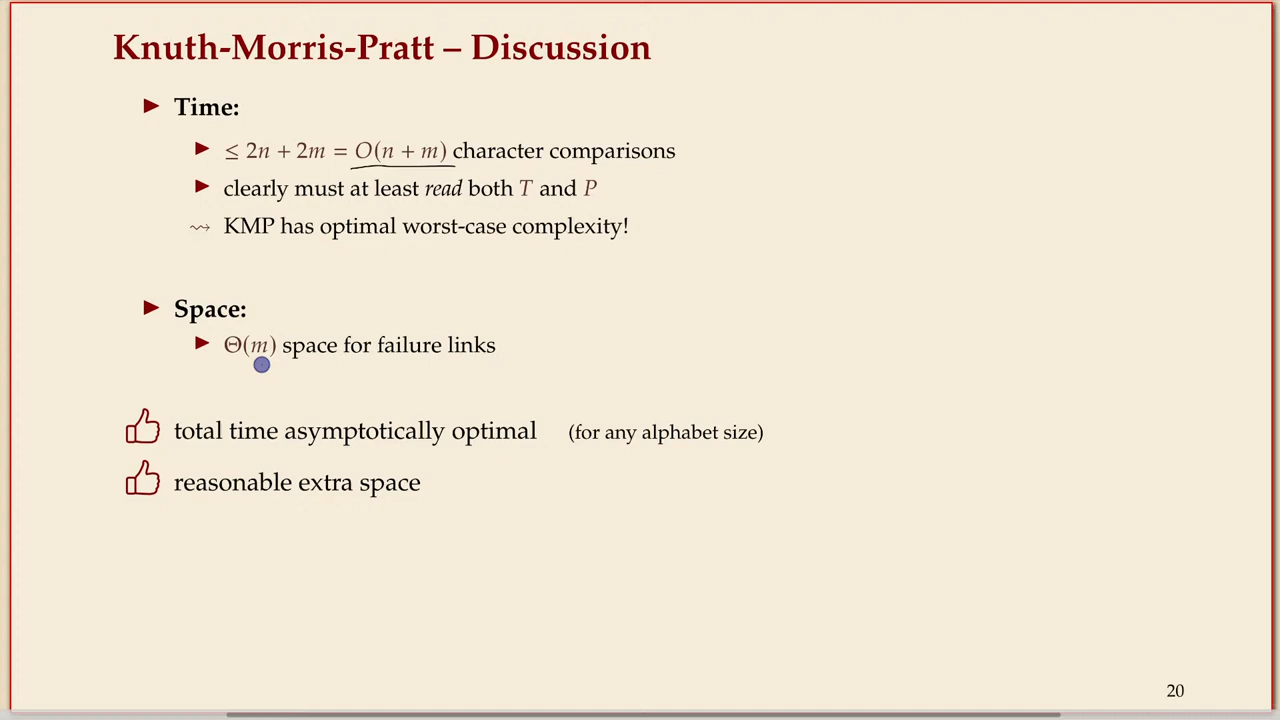 Knuth-Morris-Pratt – Discussion
▶ Time:
▶ ≤ 2n + 2m = O(n + m) character comparisons
▶ clearly must at least read both T and P
⇝ KMP has optimal worst-case complexity!
▶ Space:
▶ Θ(m) space for failure links
total time asymptotically optimal (for any alphabet size)
reasonable extra space
20